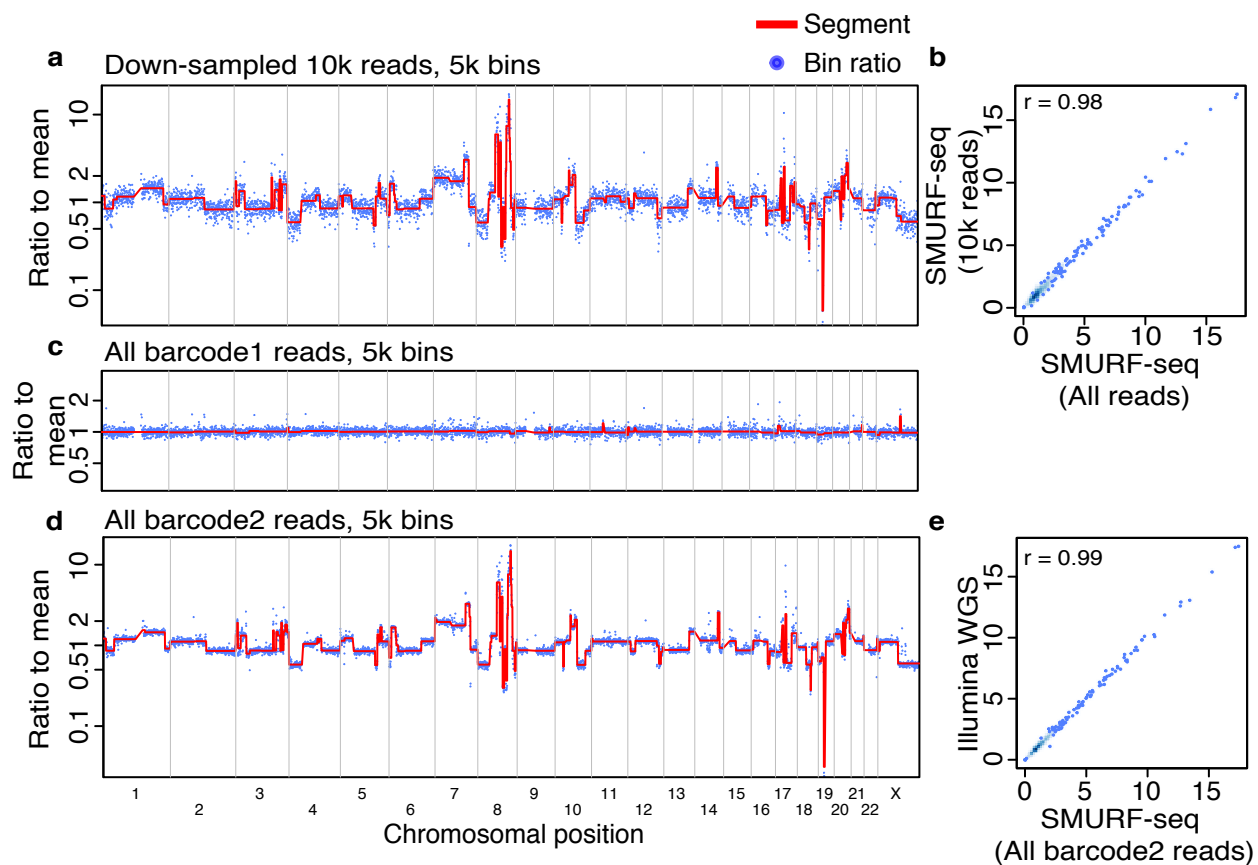 Segment
Bin ratio
a
Down-sampled 10k reads, 5k bins
Ratio to mean
10
2
1
0.5
0.1
b
r = 0.98
SMURF-seq
(10k reads)
15
10
5
0
0 5 10 15
SMURF-seq
(All reads)
c
All barcode1 reads, 5k bins
Ratio to
mean
2
1
0.5
d
All barcode2 reads, 5k bins
Ratio to mean
10
2
0.51
0.1
1 3 5 7 9 11 13 15 17 19 21 X
2 4 6 8 10 12 14 16 18 20 22
Chromosomal position
e
r = 0.99
Illumina WGS
15
10
5
0
0 5 10 15
SMURF-seq
(All barcode2 reads)